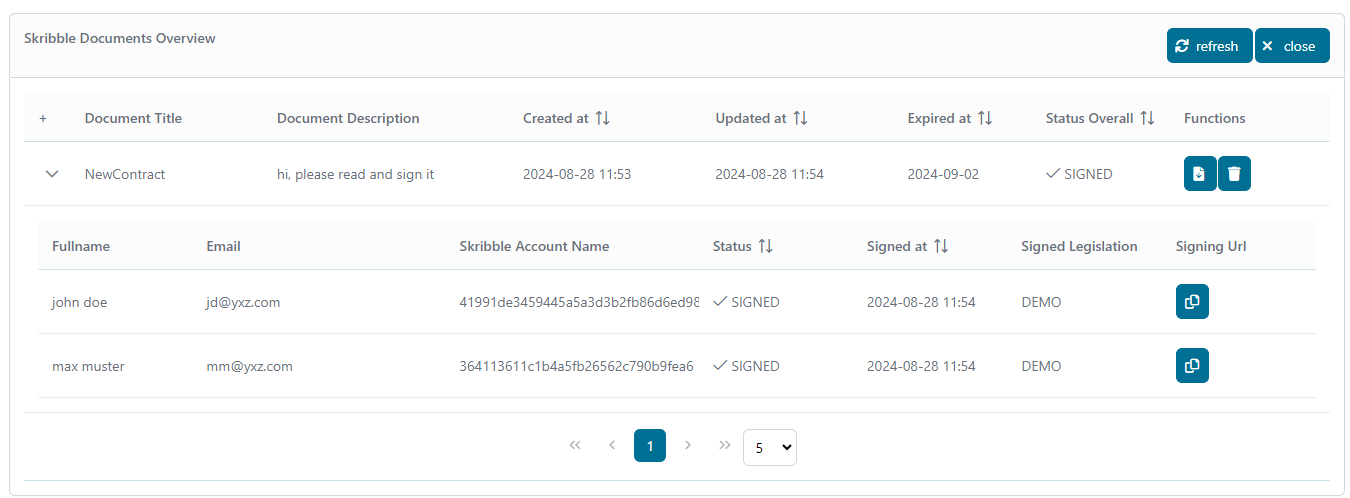 Skribble Documents Overview
refresh close
+ Document Title Document Description Created at Updated at Expired at Status Overall Functions
NewContract hi, please read and sign it 2024-08-28 11:53 2024-08-28 11:54 2024-09-02 SIGNED
Fullname Email Skribble Account Name Status Signed at Signed Legislation Signing Url
john doe jd@yxz.com 41991de3459445a5a3d3b2fb86d6ed98 SIGNED 2024-08-28 11:54 DEMO
max muster mm@yxz.com 364113611c1b4a5fb26562c790b9fea6 SIGNED 2024-08-28 11:54 DEMO
1 5